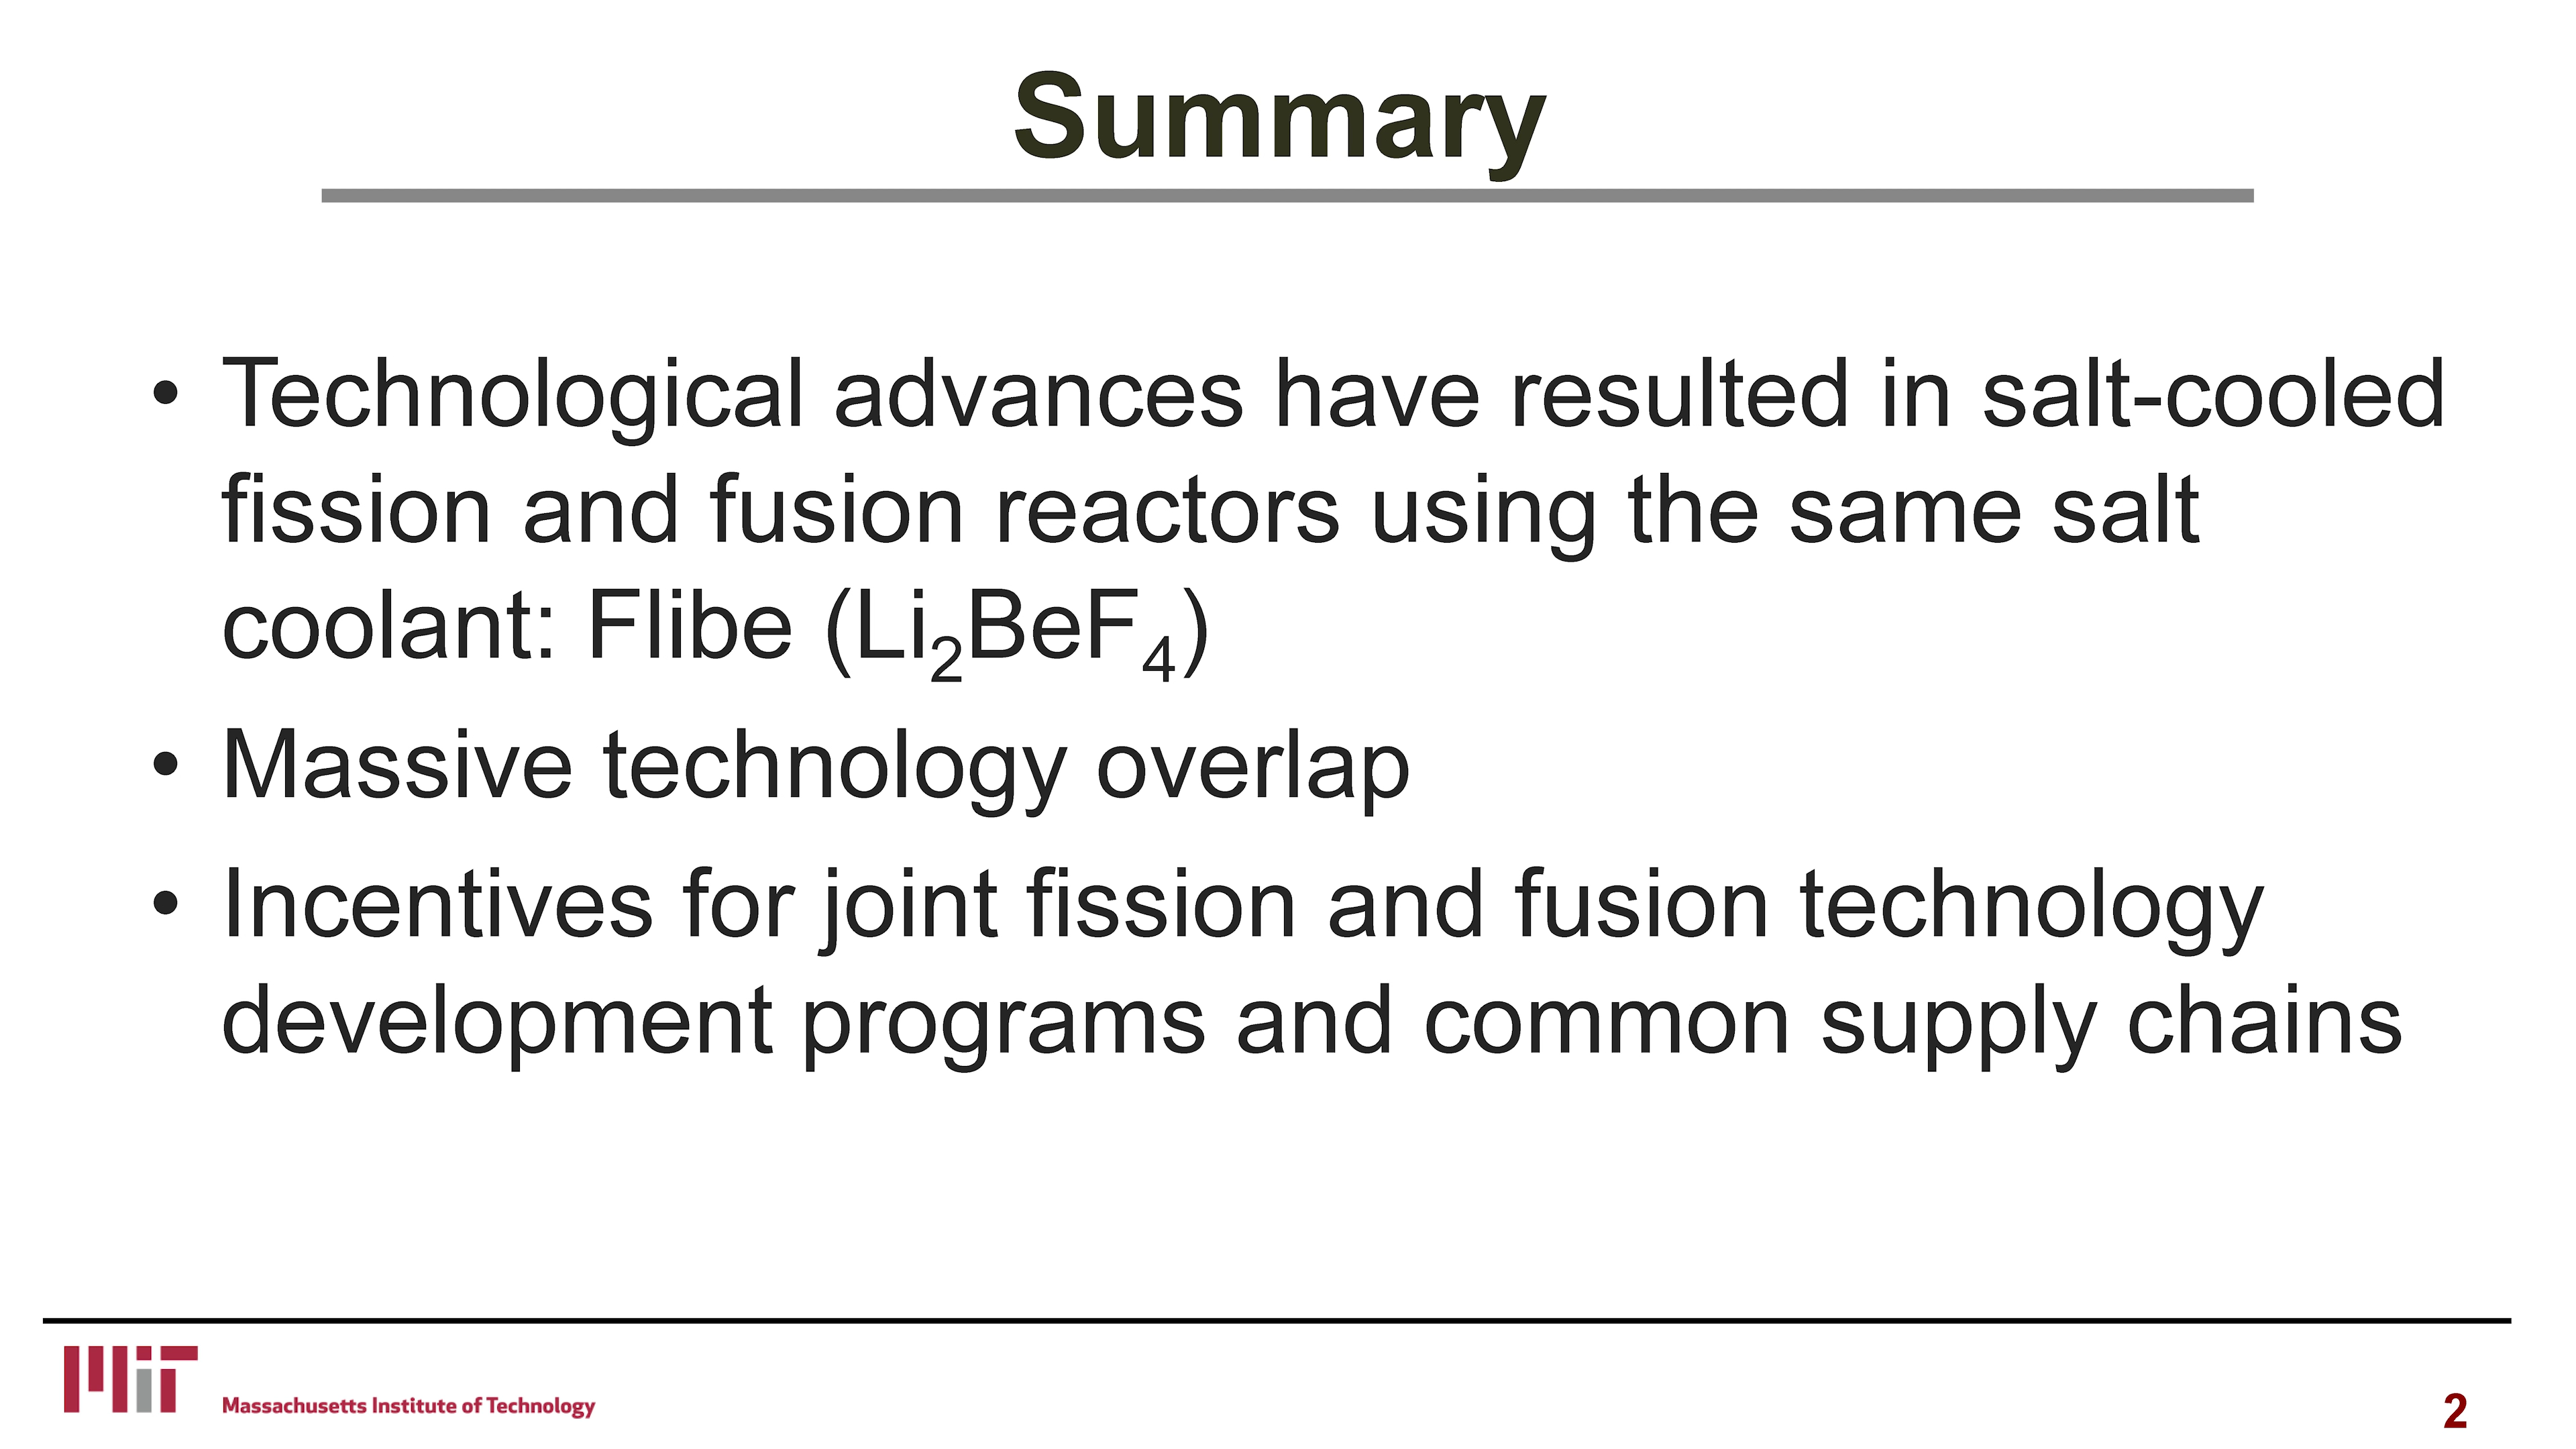 Summary
• Technological advances have resulted in salt-cooled
fission and fusion reactors using the same salt
coolant: Flibe (Li₂BeF₄)
• Massive technology overlap
• Incentives for joint fission and fusion technology
development programs and common supply chains
MIT
Massachusetts Institute of Technology
2